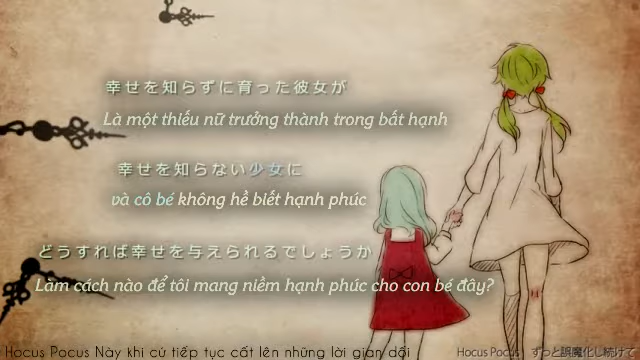 幸せを知らずに育った彼女が
Là một thiếu nữ trưởng thành trong bất hạnh
幸せを知らない少女に
và cô bé không hề biết hạnh phúc
どうすれば幸せを与えられるでしょうか
Làm cách nào để tôi mang niềm hạnh phúc cho con bé đây?
Hocus Pocus Này khi cứ tiếp tục cất lên những lời gian dối
Hocus Pocus ずっと誤魔化し続けて